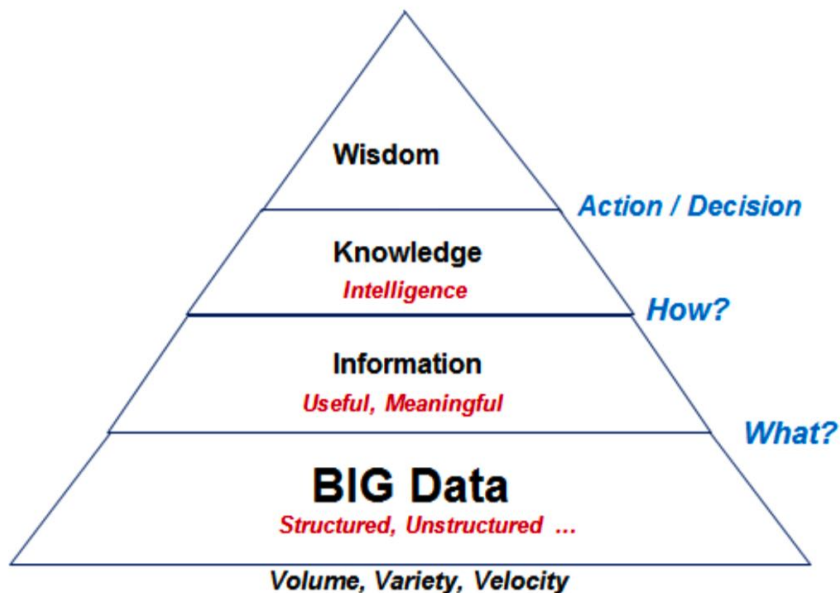 Wisdom
Action / Decision
Knowledge
Intelligence
How?
Information
Useful, Meaningful
What?
BIG Data
Structured, Unstructured ...
Volume, Variety, Velocity